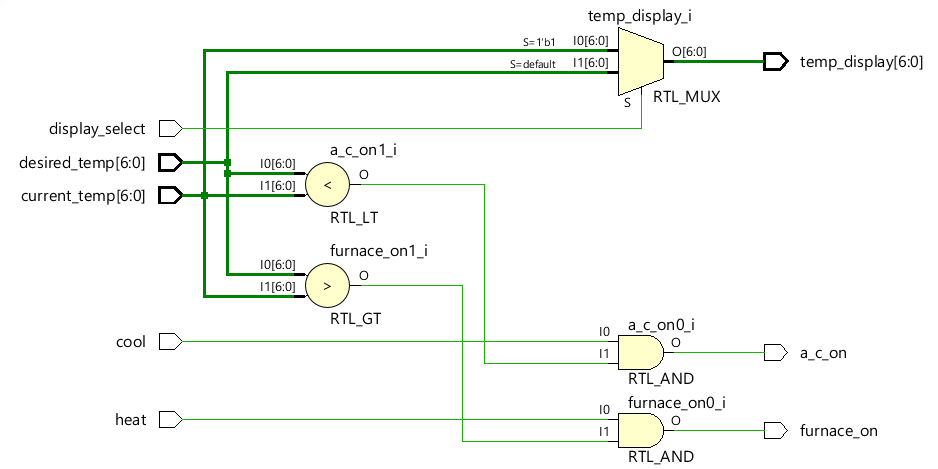 temp_display_i
S=1'b1
I0[6:0]
S=default
I1[6:0]
O[6:0]
temp_display[6:0]
S
RTL_MUX
display_select
desired_temp[6:0]
current_temp[6:0]
a_c_on1_i
I0[6:0]
I1[6:0]
<
O
RTL_LT
furnace_on1_i
I0[6:0]
I1[6:0]
>
O
RTL_GT
cool
a_c_on0_i
I0
I1
O
a_c_on
RTL_AND
heat
furnace_on0_i
I0
I1
O
furnace_on
RTL_AND